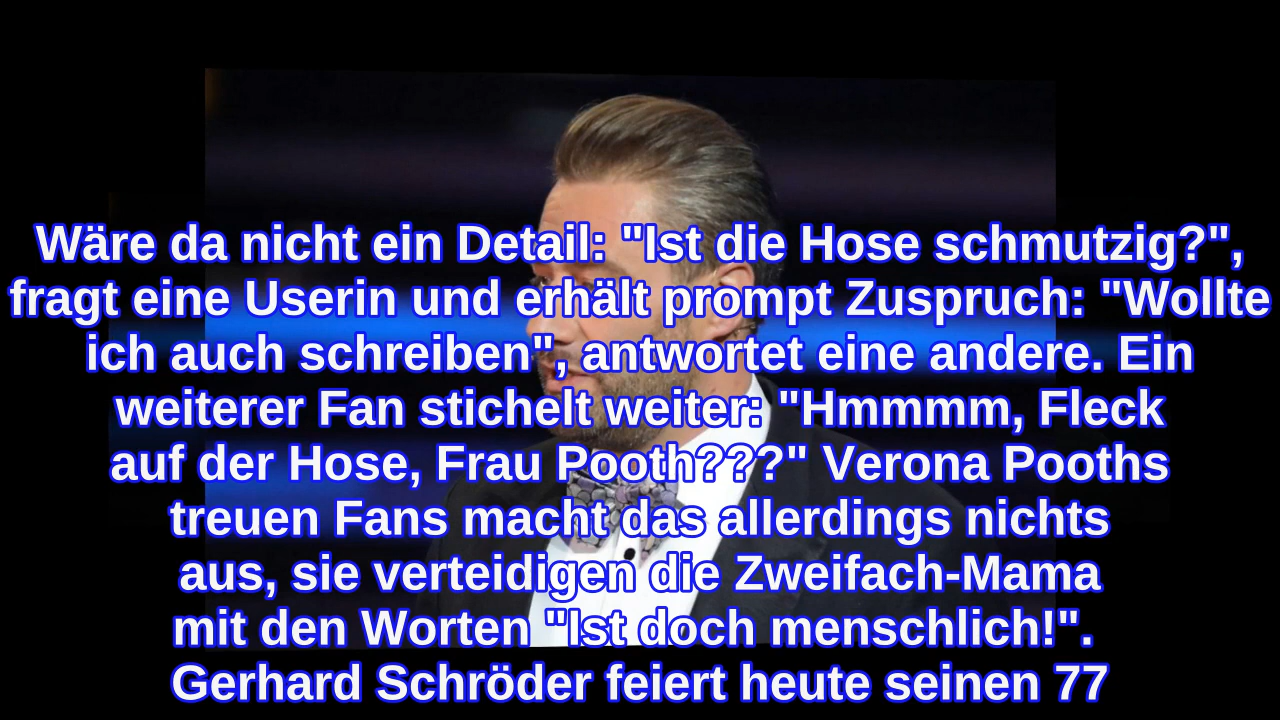 Wäre da nicht ein Detail: "Ist die Hose schmutzig?",
fragt eine Userin und erhält prompt Zuspruch: "Wollte
ich auch schreiben", antwortet eine andere. Ein
weiterer Fan stichelt weiter: "Hmmmm, Fleck
auf der Hose, Frau Pooth???" Verona Pooths
treuen Fans macht das allerdings nichts
aus, sie verteidigen die Zweifach-Mama
mit den Worten "Ist doch menschlich!".
Gerhard Schröder feiert heute seinen 77